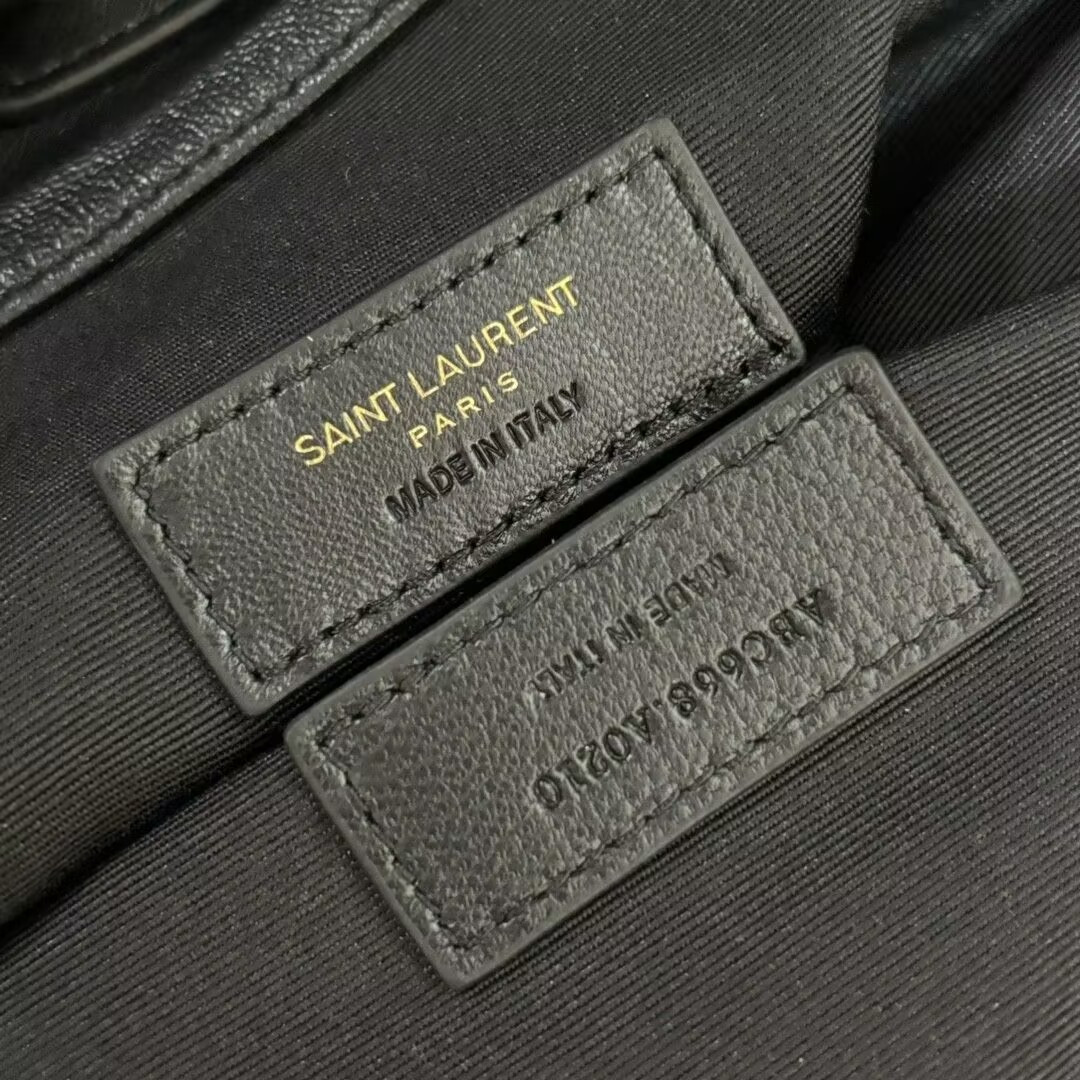 SAINT LAURENT
PARIS
MADE IN ITALY
ABC668.A0210
MADE IN ITALY